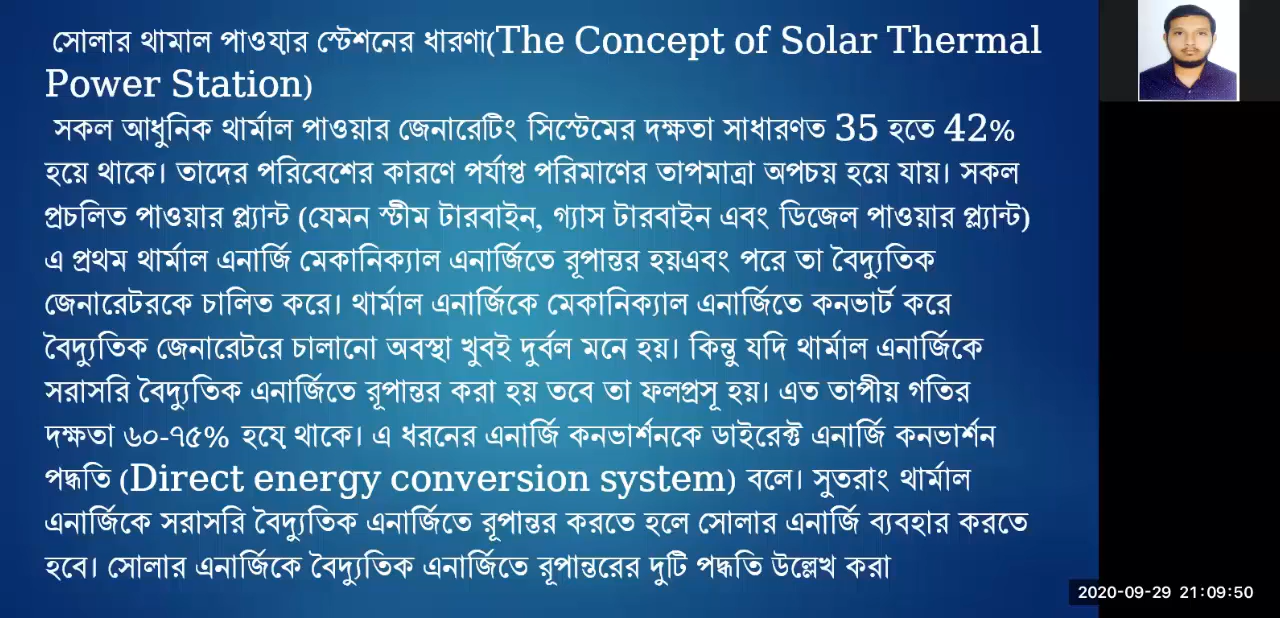 সোলার থামাল পাওয়ার স্টেশনের ধারণা(The Concept of Solar Thermal
Power Station)
সকল আধুনিক থার্মাল পাওয়ার জেনারেটিং সিস্টেমের দক্ষতা সাধারণত 35 হতে 42%
হয়ে থাকে। তাদের পরিবেশের কারণে পর্যাপ্ত পরিমাণের তাপমাত্রা অপচয় হয়ে যায়। সকল
প্রচলিত পাওয়ার প্ল্যান্ট (যেমন স্টীম টারবাইন, গ্যাস টারবাইন এবং ডিজেল পাওয়ার প্ল্যান্ট)
এ প্রথম থার্মাল এনার্জি মেকানিক্যাল এনার্জিতে রূপান্তর হয়এবং পরে তা বৈদ্যুতিক
জেনারেটরকে চালিত করে। থার্মাল এনার্জিকে মেকানিক্যাল এনার্জিতে কনভার্ট করে
বৈদ্যুতিক জেনারেটরে চালানো অবস্থা খুবই দুর্বল মনে হয়। কিন্তু যদি থার্মাল এনার্জিকে
সরাসরি বৈদ্যুতিক এনার্জিতে রূপান্তর করা হয় তবে তা ফলপ্রসূ হয়। এত তাপীয় গতির
দক্ষতা ৬০-৭৫% হয়ে থাকে। এ ধরনের এনার্জি কনভার্শনকে ডাইরেক্ট এনার্জি কনভার্শন
পদ্ধতি (Direct energy conversion system) বলে। সুতরাং থার্মাল
এনার্জিকে সরাসরি বৈদ্যুতিক এনার্জিতে রূপান্তর করতে হলে সোলার এনার্জি ব্যবহার করতে
হবে। সোলার এনার্জিকে বৈদ্যুতিক এনার্জিতে রূপান্তরের দুটি পদ্ধতি উল্লেখ করা
2020-09-29 21:09:50